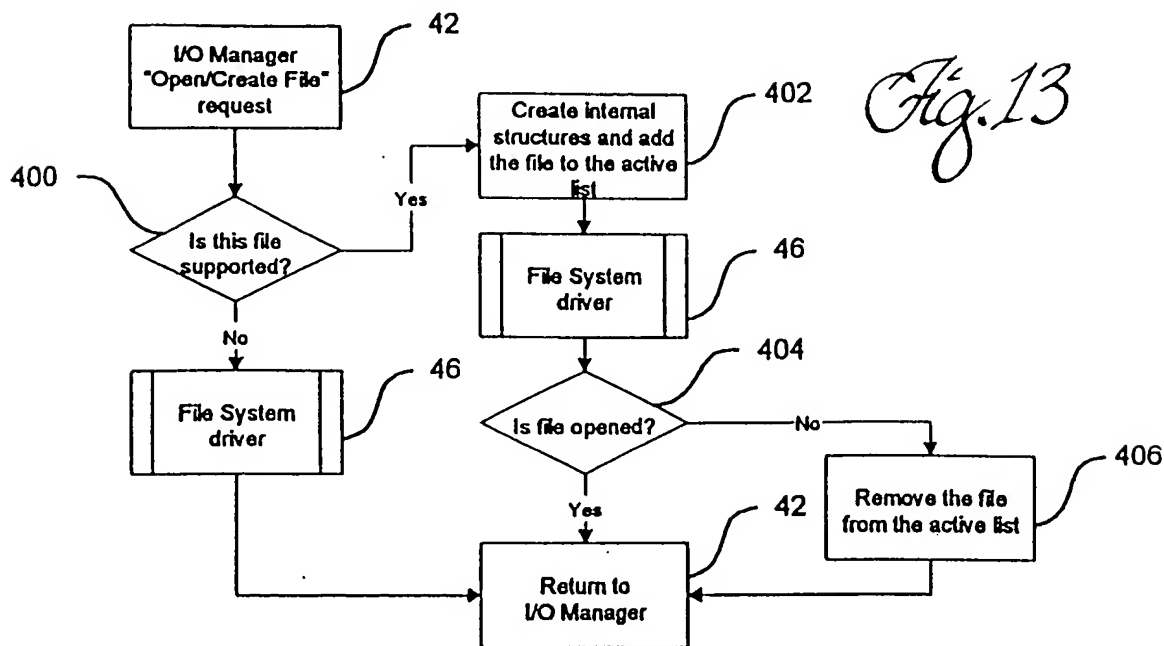 42
I/O Manager
"Open/Create File"
request
Fig. 13
402
Create internal
structures and add
the file to the active
list
400
Yes
Is this file
supported?
46
File System
driver
No
404
46
File System
driver
Is file opened?
No
406
Remove the file
from the active list
Yes
42
Return to
I/O Manager